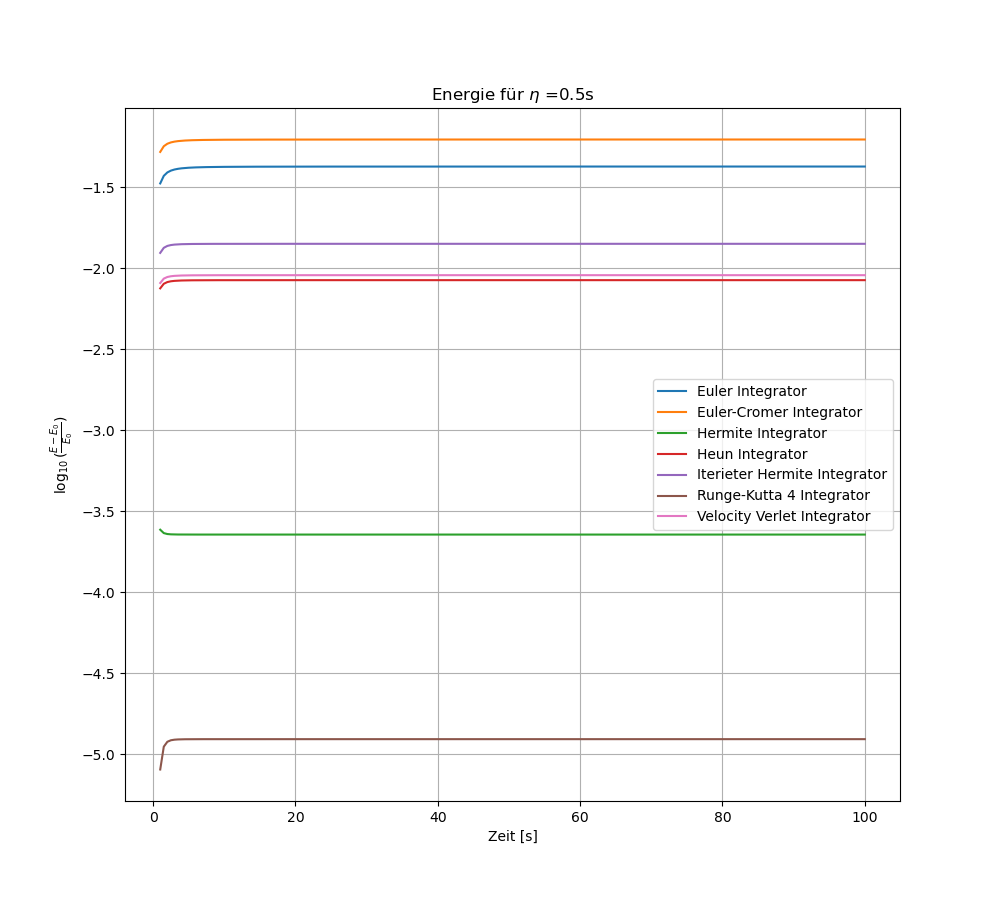 Energie für η =0.5s
log₁₀(E − E₀/E₀)
−1.5
−2.0
−2.5
−3.0
−3.5
−4.0
−4.5
−5.0
Euler Integrator
Euler-Cromer Integrator
Hermite Integrator
Heun Integrator
Iterieter Hermite Integrator
Runge-Kutta 4 Integrator
Velocity Verlet Integrator
0 20 40 60 80 100
Zeit [s]